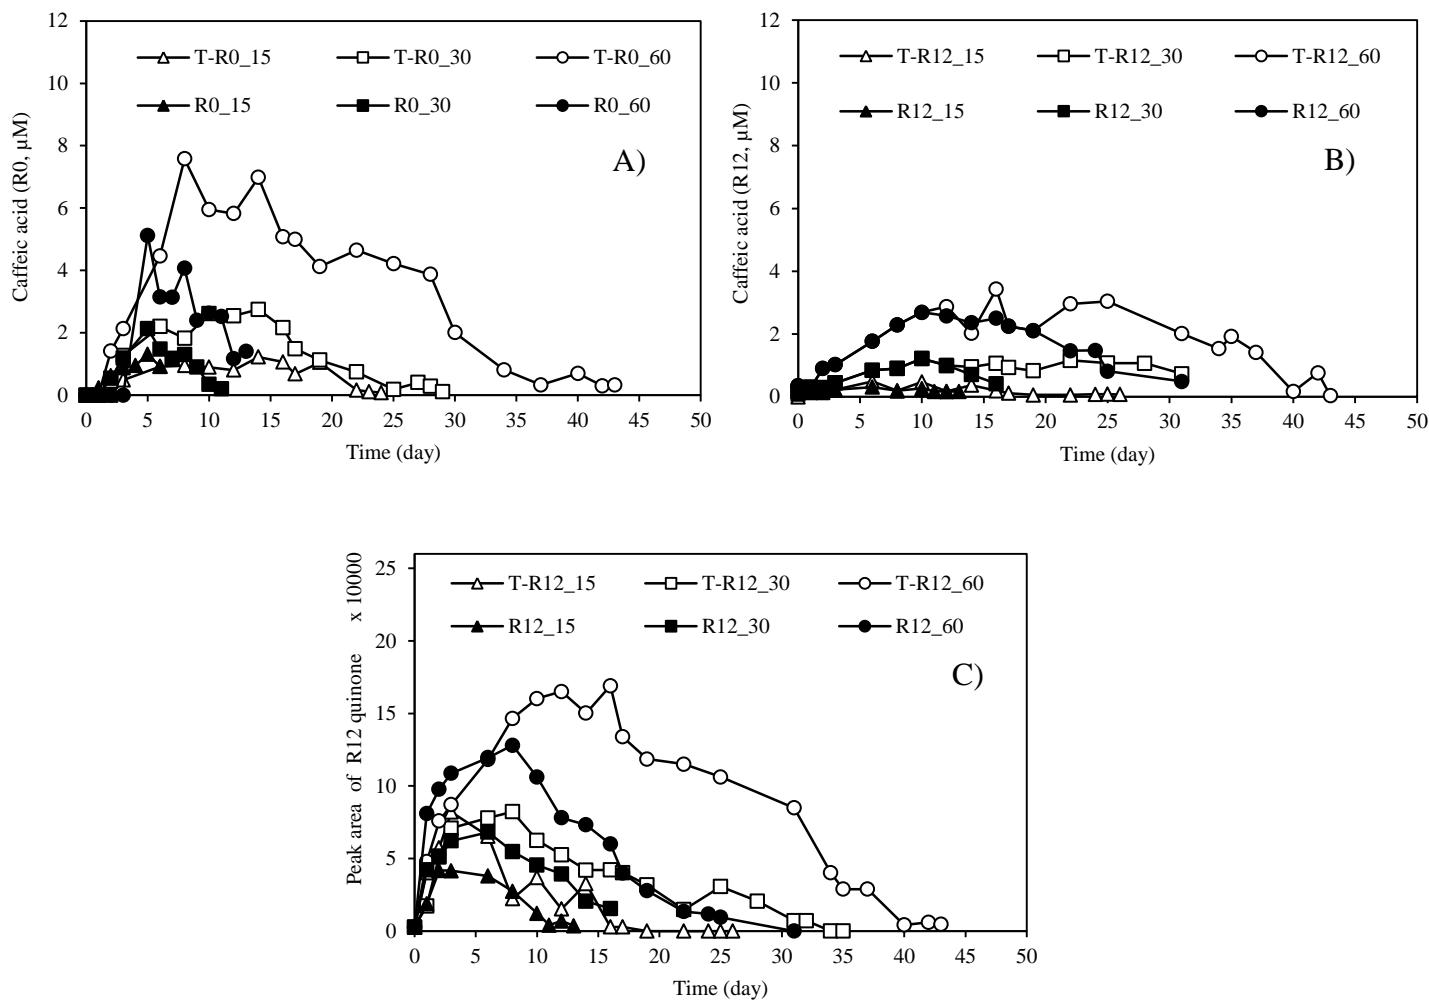 T-R0_15 T-R0_30 T-R0_60
R0_15 R0_30 R0_60
A)
Caffeic acid (R0, µM)
12
10
8
6
4
2
0
0 5 10 15 20 25 30 35 40 45 50
Time (day)
T-R12_15 T-R12_30 T-R12_60
R12_15 R12_30 R12_60
B)
Caffeic acid (R12, µM)
12
10
8
6
4
2
0
0 5 10 15 20 25 30 35 40 45 50
Time (day)
T-R12_15 T-R12_30 T-R12_60
R12_15 R12_30 R12_60
C)
Peak area of R12 quinone x 10000
25
20
15
10
5
0
0 5 10 15 20 25 30 35 40 45 50
Time (day)